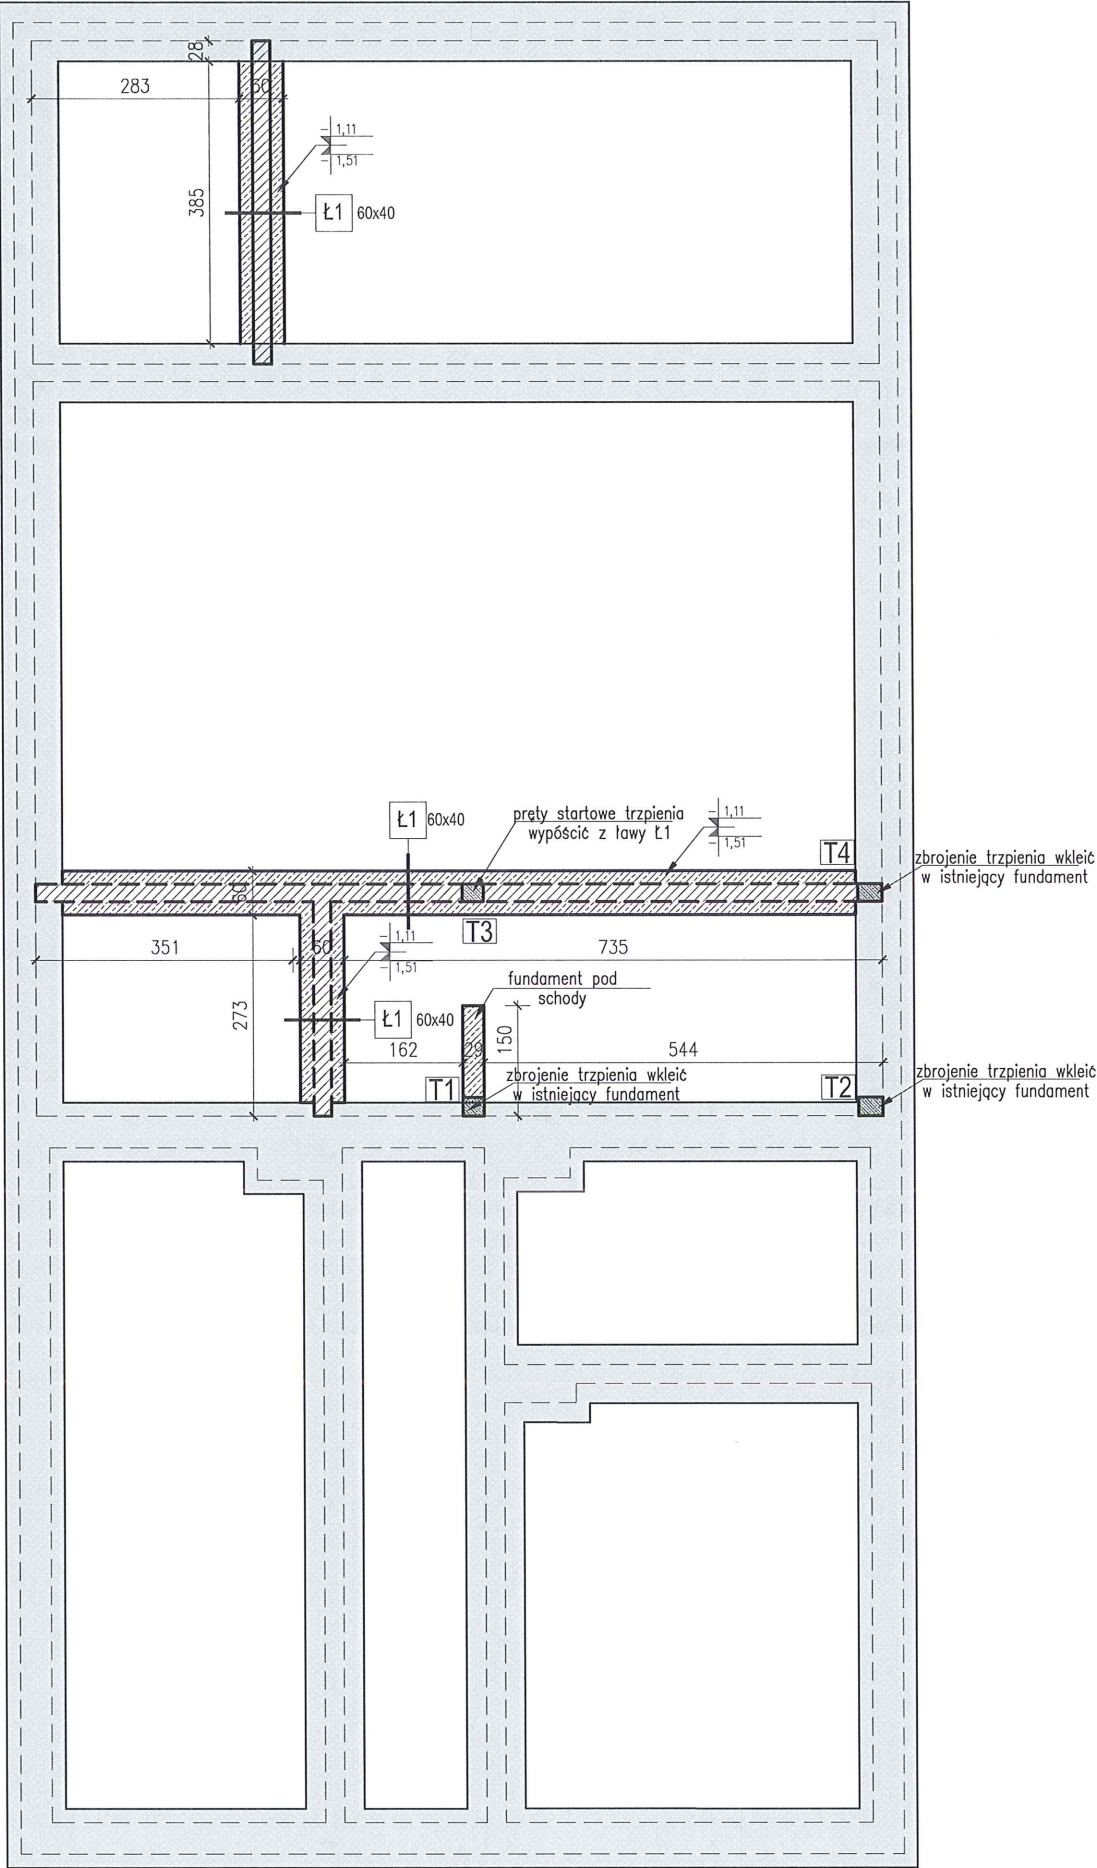 28
283
60
– 1,11
– 1,51
385
Ł1 60x40
Ł1 60x40
pręty startowe trzpienia
wypóścić z ławy Ł1
– 1,11
– 1,51
T4
zbrojenie trzpienia wkleić
w istniejący fundament
60
T3
351
60
– 1,11
– 1,51
735
273
fundament pod
schody
Ł1 60x40
150
162
29
544
T1
zbrojenie trzpienia wkleić
w istniejący fundament
T2
zbrojenie trzpienia wkleić
w istniejący fundament